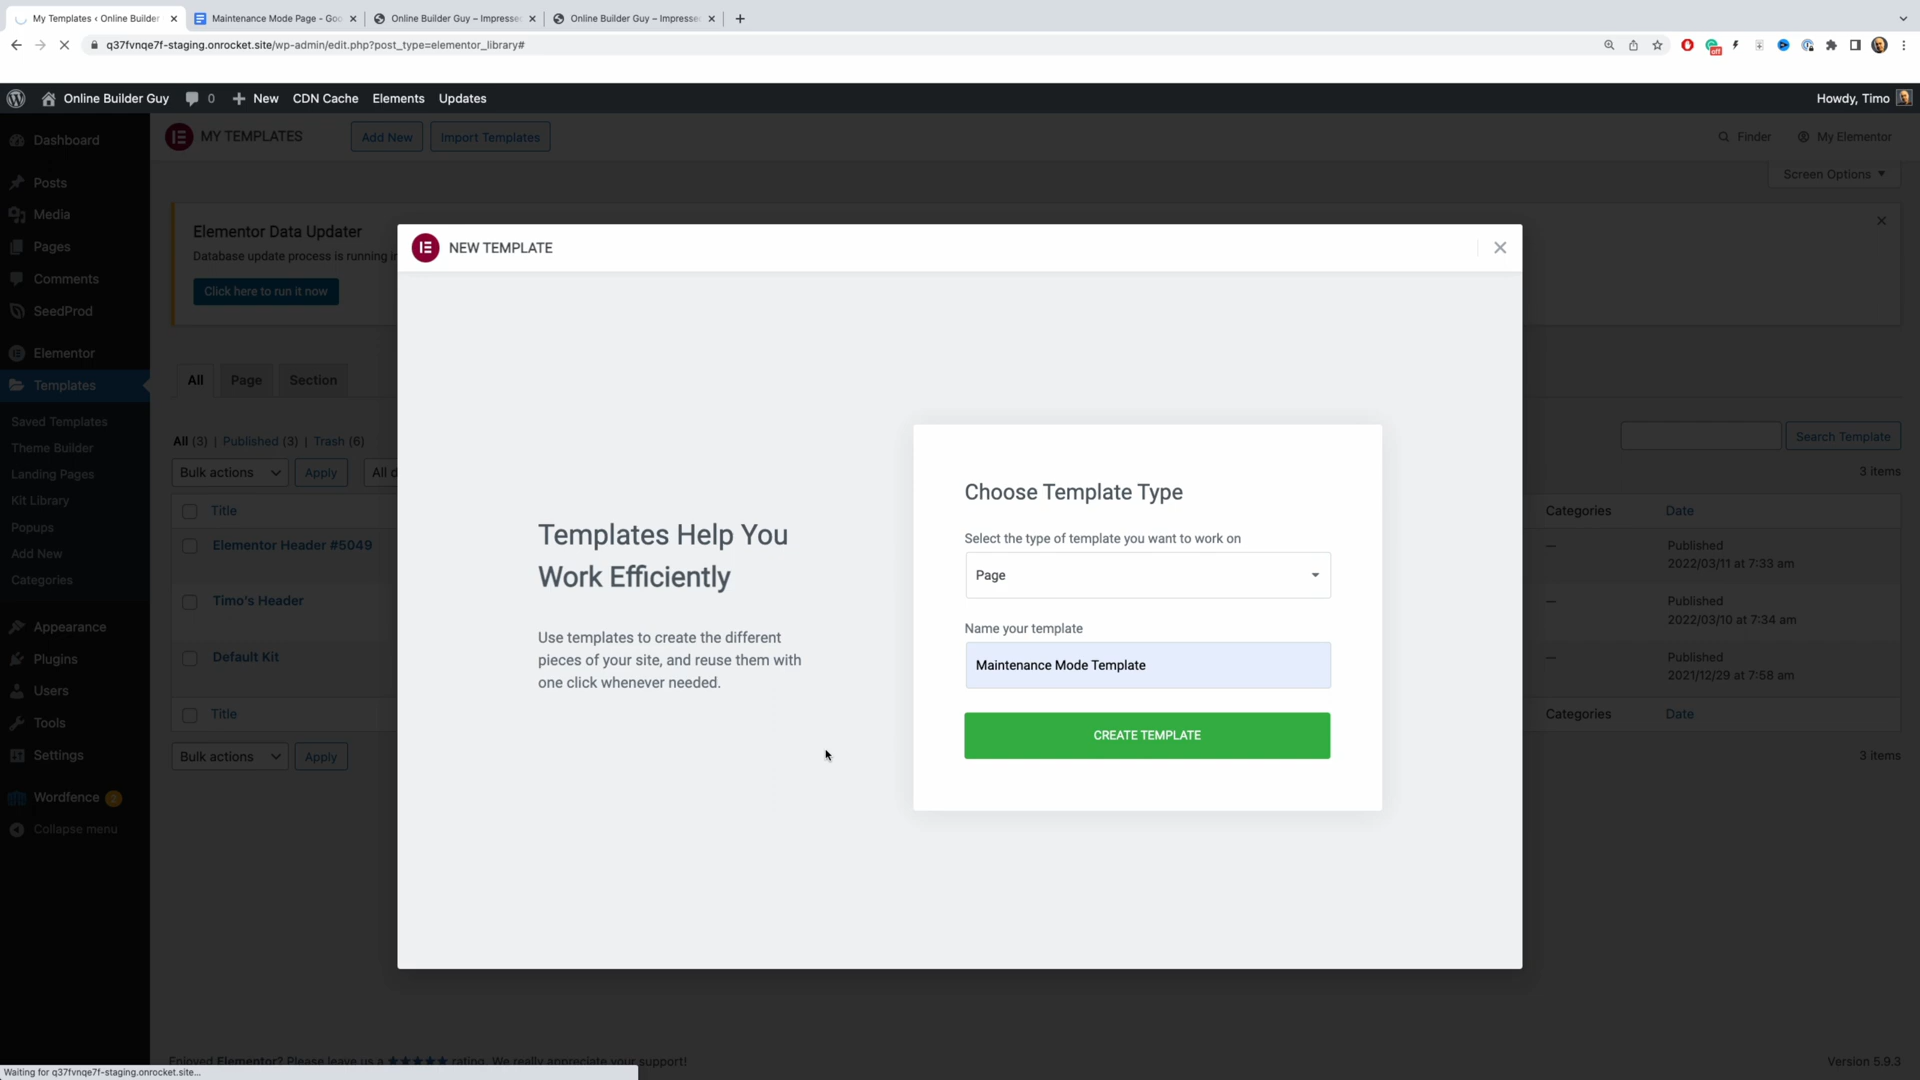 My Templates ‹ Online Builder
Maintenance Mode Page - Goo
Online Builder Guy – Impresse
Online Builder Guy – Impresse
q37fvnqe7f-staging.onrocket.site/wp-admin/edit.php?post_type=elementor_library#
off
Online Builder Guy
0
New
CDN Cache
Elements
Updates
Howdy, Timo
Dashboard
Posts
Media
Pages
Comments
SeedProd
Elementor
Templates
Saved Templates
Theme Builder
Landing Pages
Kit Library
Popups
Add New
Categories
Appearance
Plugins
Users
Tools
Settings
Wordfence 2
Collapse menu
MY TEMPLATES
Add New
Import Templates
Finder
My Elementor
Screen Options
Elementor Data Updater
Database update process is running i
Click here to run it now
All
Page
Section
All (3) | Published (3) | Trash (6)
Bulk actions
Apply
All d
Search Template
3 items
Title
Categories
Date
Elementor Header #5049
—
Published
2022/03/11 at 7:33 am
Timo's Header
—
Published
2022/03/10 at 7:34 am
Default Kit
—
Published
2021/12/29 at 7:58 am
Title
Categories
Date
Bulk actions
Apply
3 items
NEW TEMPLATE
Templates Help You
Work Efficiently
Use templates to create the different
pieces of your site, and reuse them with
one click whenever needed.
Choose Template Type
Select the type of template you want to work on
Page
Name your template
Maintenance Mode Template
CREATE TEMPLATE
Enjoyed Elementor? Please leave us a ★★★★★ rating. We really appreciate your support!
Version 5.9.3
Waiting for q37fvnqe7f-staging.onrocket.site...